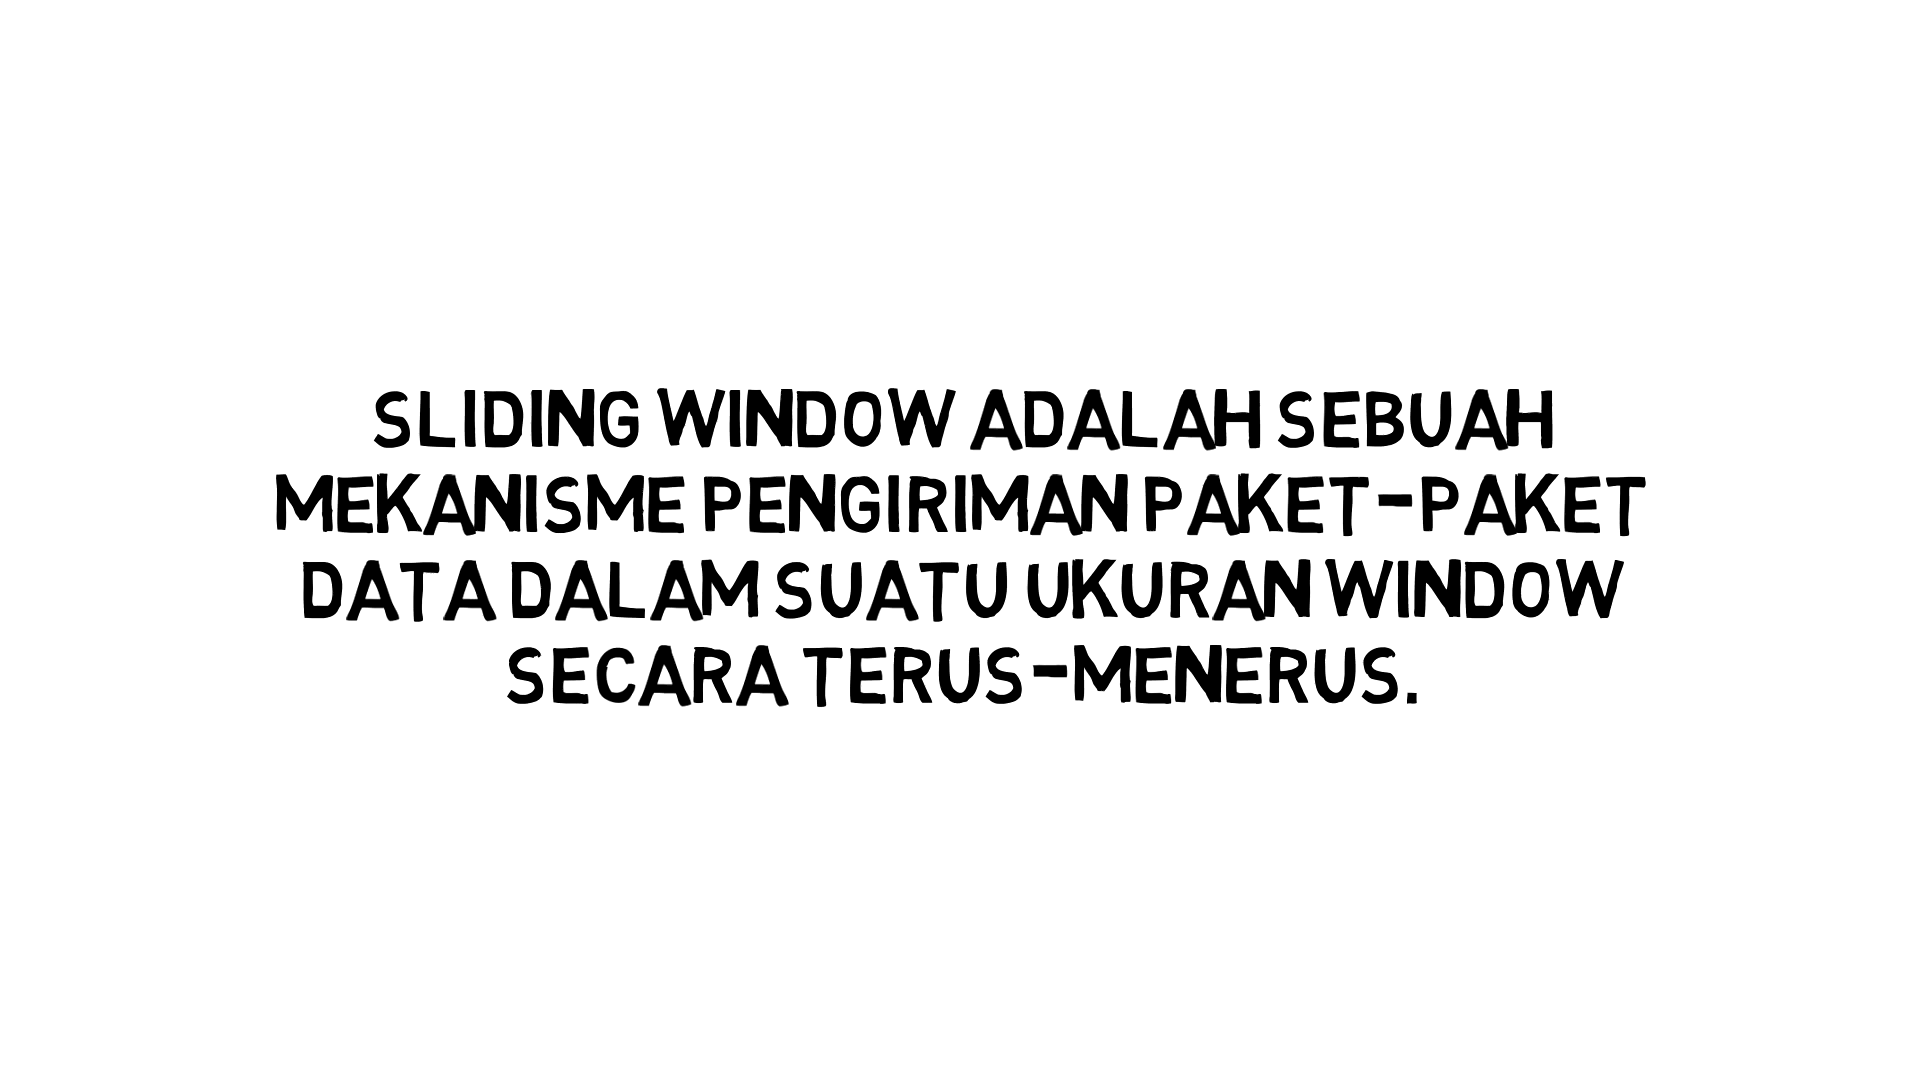 SLIDING WINDOW ADALAH SEBUAH
MEKANISME PENGIRIMAN PAKET-PAKET
DATA DALAM SUATU UKURAN WINDOW
SECARA TERUS-MENERUS.